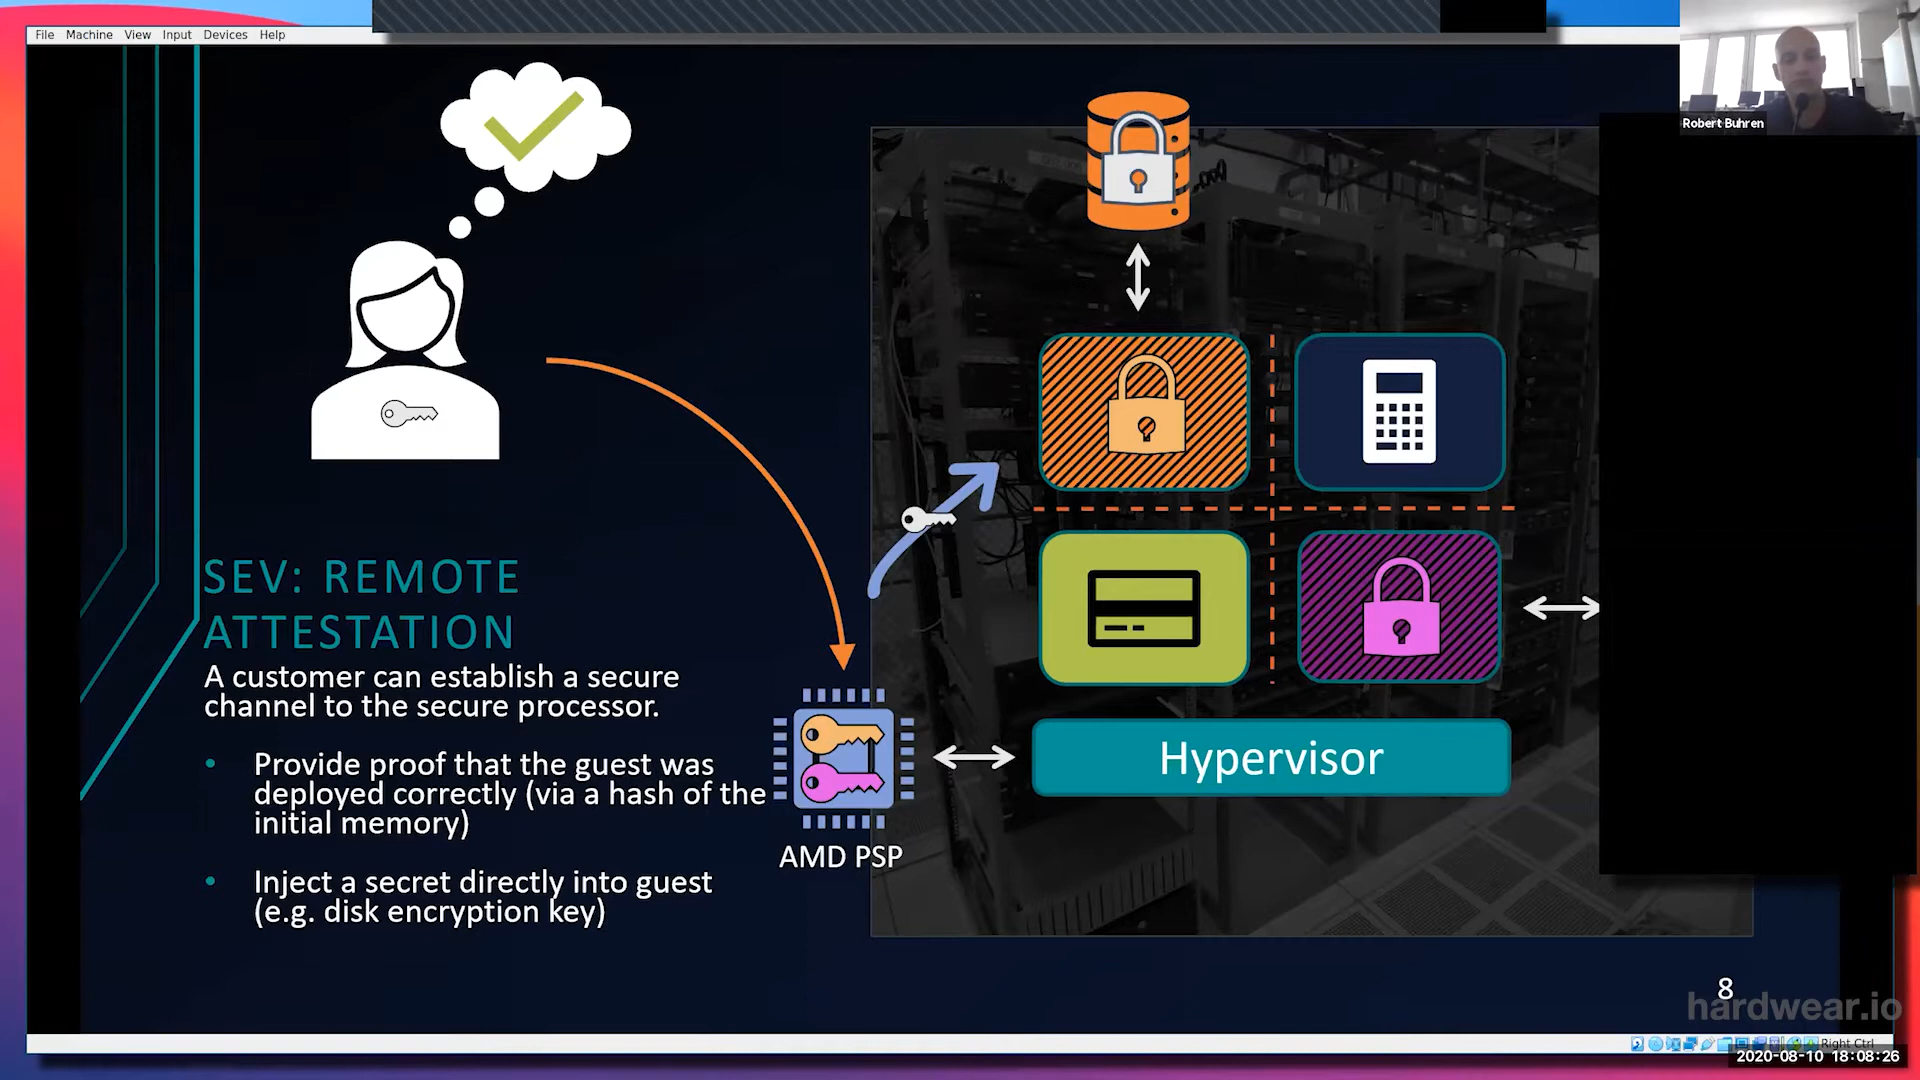 File Machine View Input Devices Help
Robert Buhren
SEV: REMOTE
ATTESTATION
A customer can establish a secure
channel to the secure processor.
• Provide proof that the guest was
deployed correctly (via a hash of the
initial memory)
• Inject a secret directly into guest
(e.g. disk encryption key)
AMD PSP
Hypervisor
8
hardwear.io
Right Ctrl
2020-08-10 18:08:26